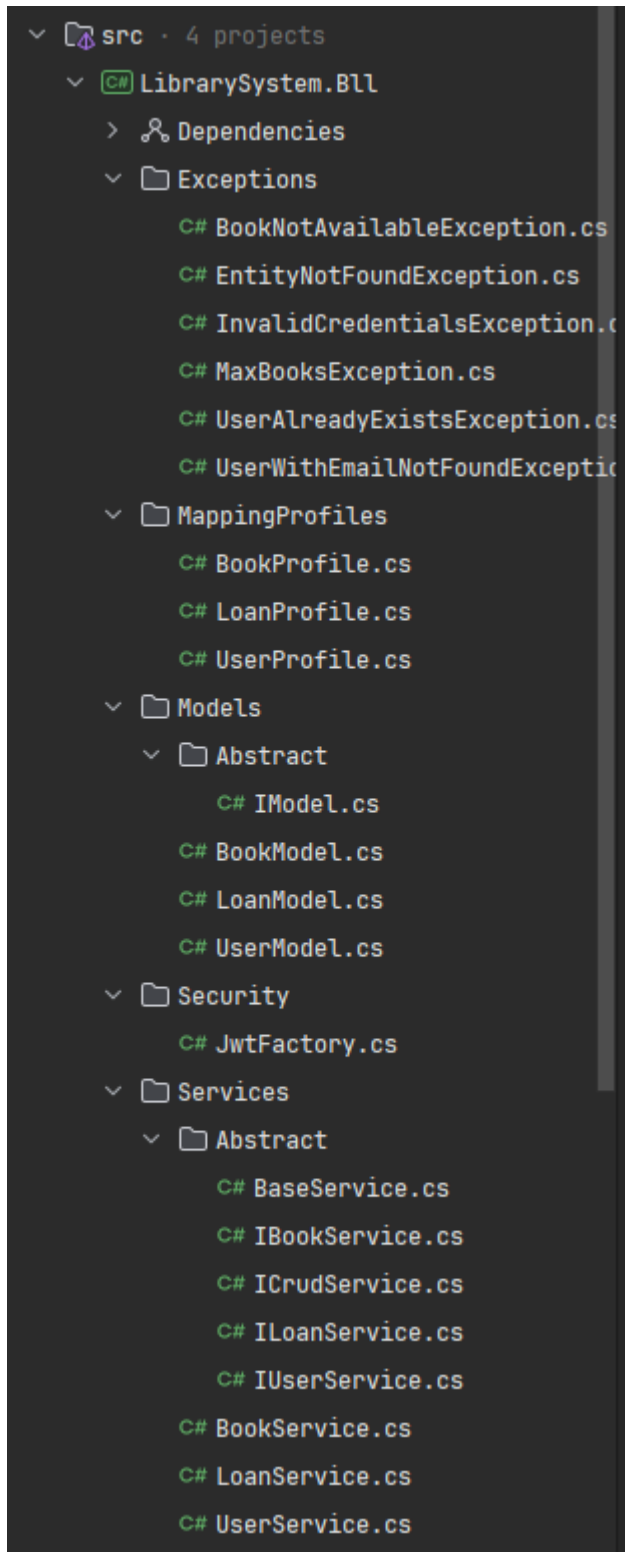 src · 4 projects
C# LibrarySystem.Bll
Dependencies
Exceptions
C# BookNotAvailableException.cs
C# EntityNotFoundException.cs
C# InvalidCredentialsException.c
C# MaxBooksException.cs
C# UserAlreadyExistsException.cs
C# UserWithEmailNotFoundExceptio
MappingProfiles
C# BookProfile.cs
C# LoanProfile.cs
C# UserProfile.cs
Models
Abstract
C# IModel.cs
C# BookModel.cs
C# LoanModel.cs
C# UserModel.cs
Security
C# JwtFactory.cs
Services
Abstract
C# BaseService.cs
C# IBookService.cs
C# ICrudService.cs
C# ILoanService.cs
C# IUserService.cs
C# BookService.cs
C# LoanService.cs
C# UserService.cs